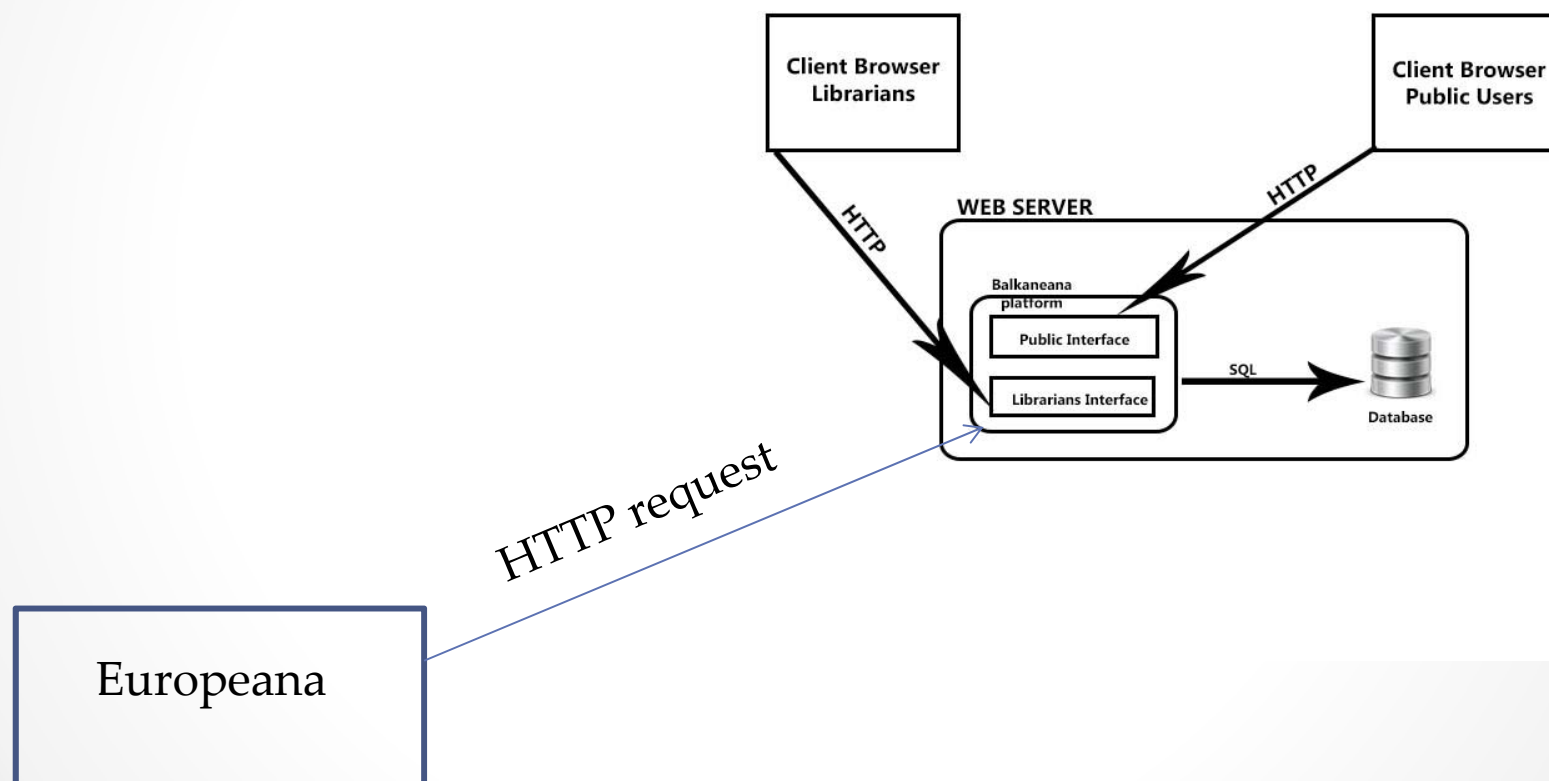 Client Browser
Librarians
Client Browser
Public Users
HTTP
HTTP
WEB SERVER
Balkaneana
platform
Public Interface
Librarians Interface
SQL
Database
HTTP request
Europeana